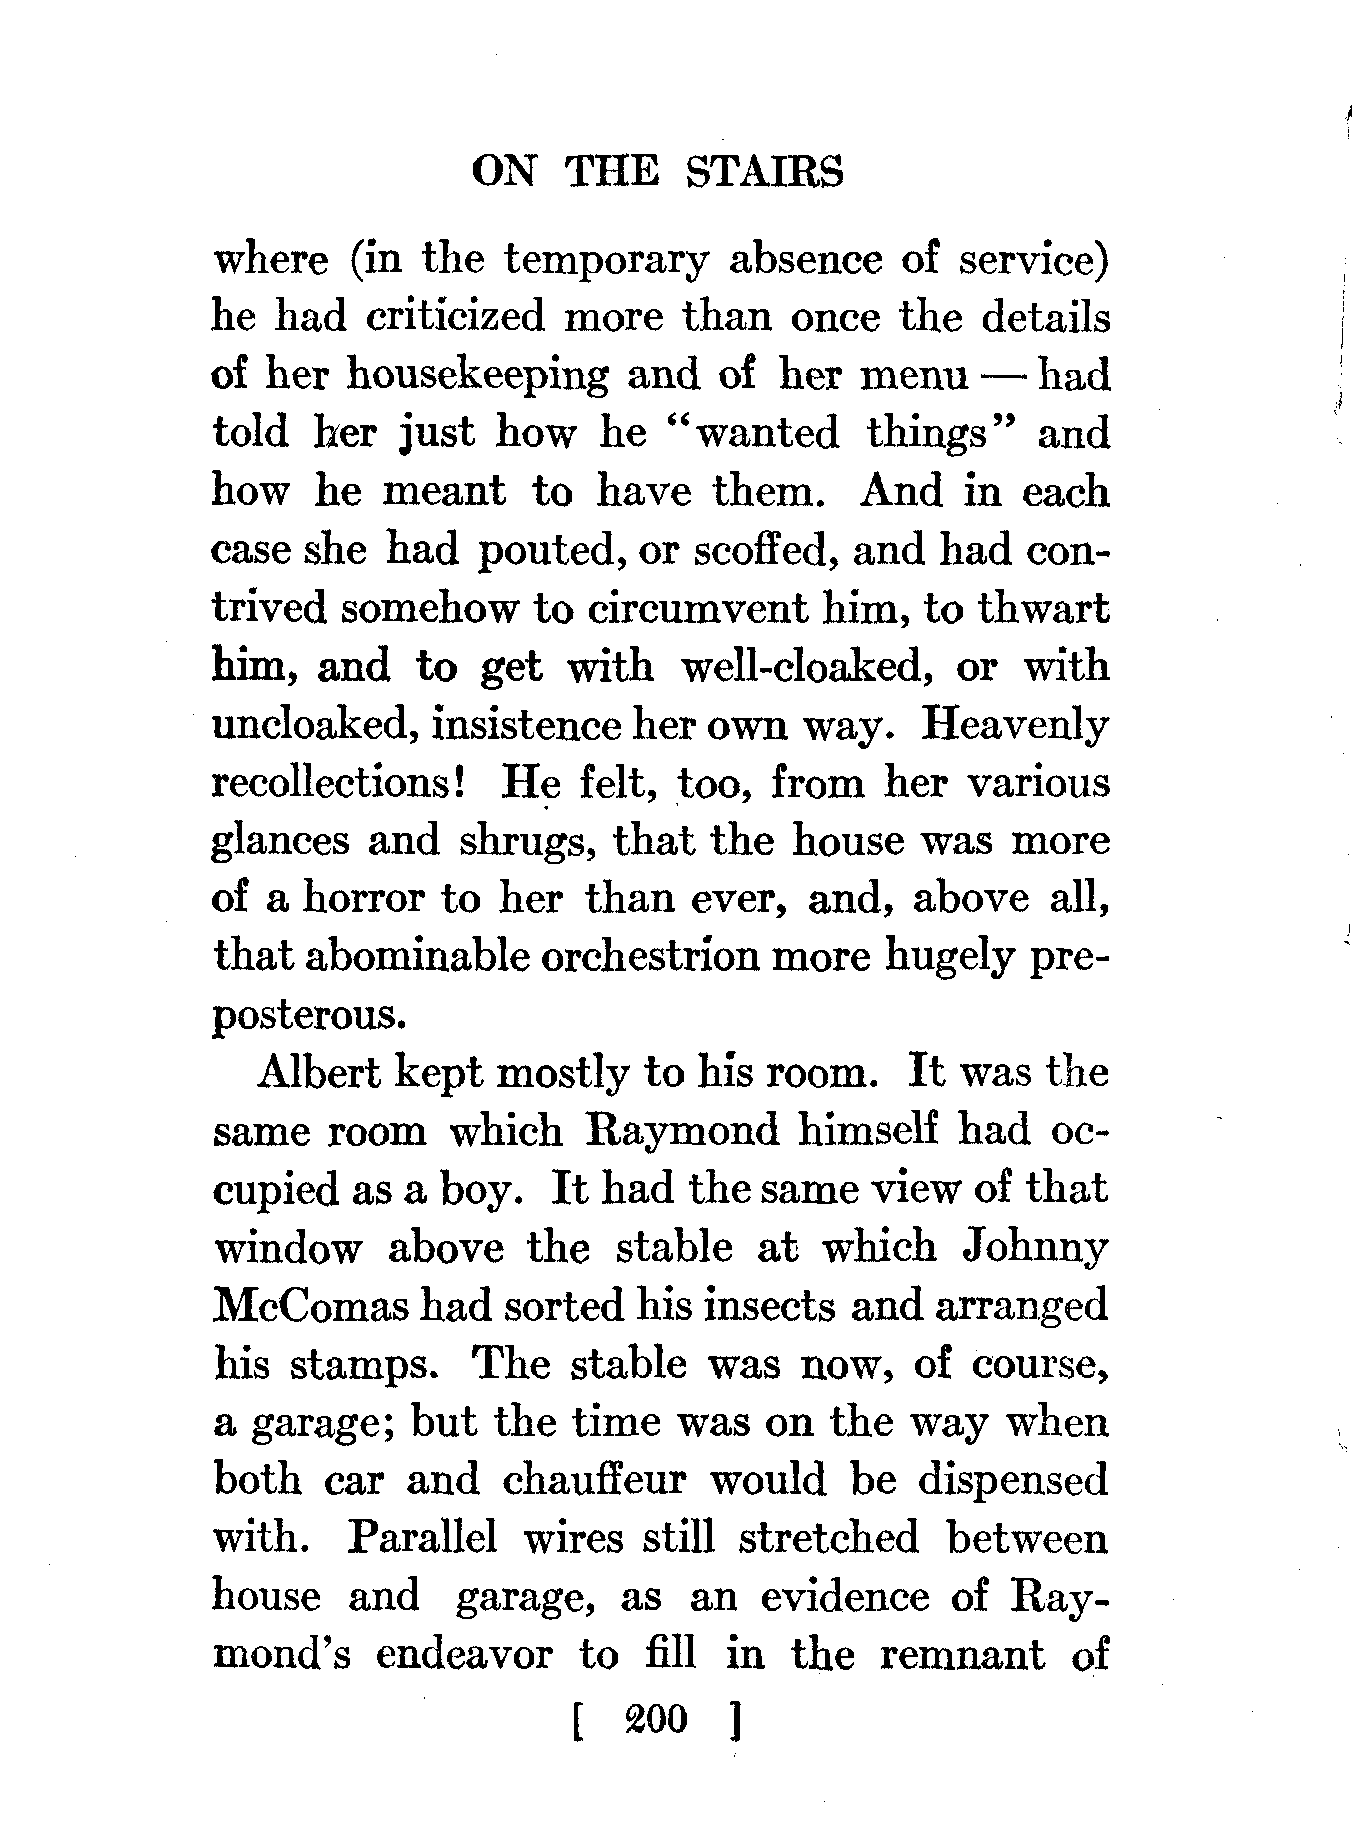 ON THE STAIRS
where (in the temporary absence of service)
he had criticized more than once the details
of her housekeeping and of her menu — had
told her just how he “wanted things” and
how he meant to have them. And in each
case she had pouted, or scoffed, and had con-
trived somehow to circumvent him, to thwart
him, and to get with well-cloaked, or with
uncloaked, insistence her own way. Heavenly
recollections! He felt, too, from her various
glances and shrugs, that the house was more
of a horror to her than ever, and, above all,
that abominable orchestrion more hugely pre-
posterous.
Albert kept mostly to his room. It was the
same room which Raymond himself had oc-
cupied as a boy. It had the same view of that
window above the stable at which Johnny
McComas had sorted his insects and arranged
his stamps. The stable was now, of course,
a garage; but the time was on the way when
both car and chauffeur would be dispensed
with. Parallel wires still stretched between
house and garage, as an evidence of Ray-
mond's endeavor to fill in the remnant of
[ 200 ]